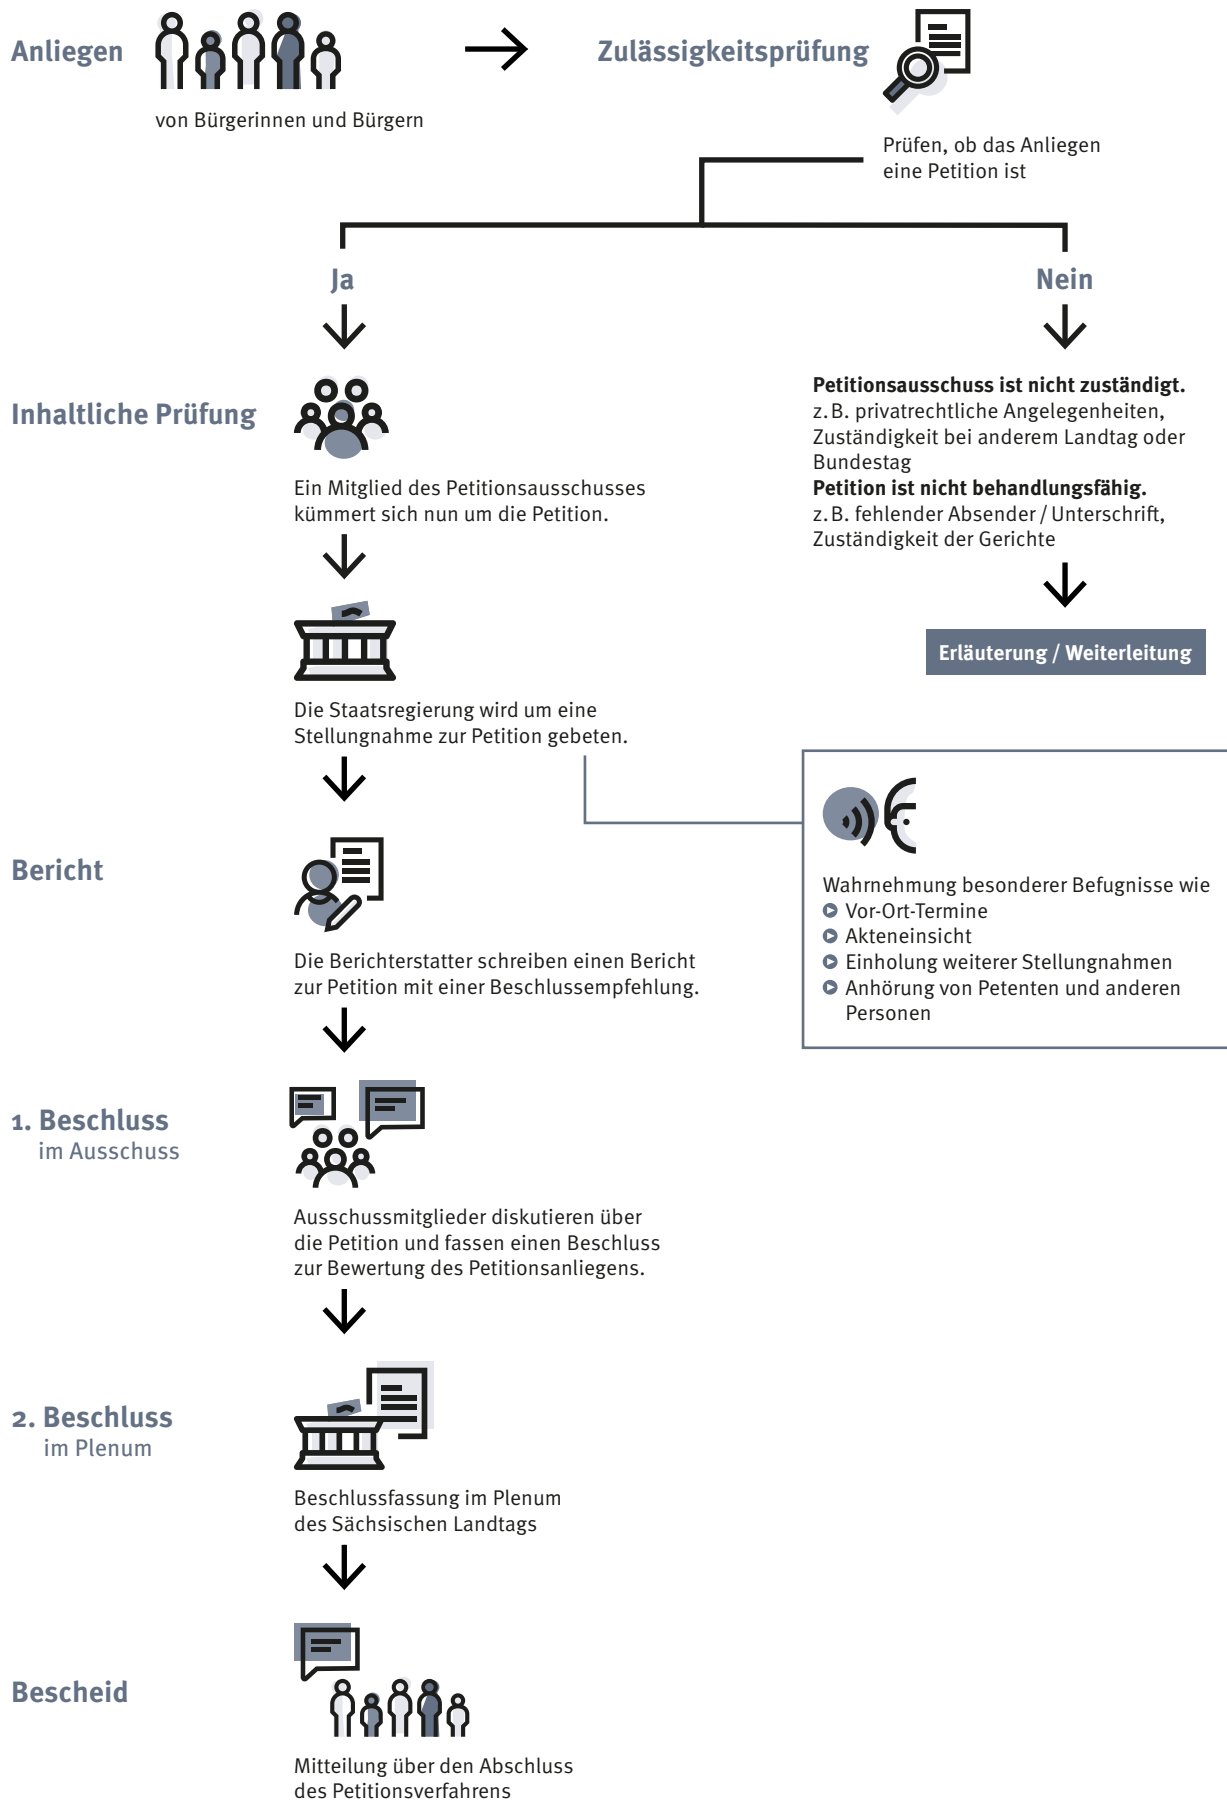 Anliegen
von Bürgerinnen und Bürgern
Zulässigkeitsprüfung
Prüfen, ob das Anliegen
eine Petition ist
Ja
Nein
Inhaltliche Prüfung
Ein Mitglied des Petitionsausschusses
kümmert sich nun um die Petition.
Petitionsausschuss ist nicht zuständigt.
z. B. privatrechtliche Angelegenheiten,
Zuständigkeit bei anderem Landtag oder
Bundestag
Petition ist nicht behandlungsfähig.
z. B. fehlender Absender / Unterschrift,
Zuständigkeit der Gerichte
Erläuterung / Weiterleitung
Die Staatsregierung wird um eine
Stellungnahme zur Petition gebeten.
Wahrnehmung besonderer Befugnisse wie
Vor-Ort-Termine
Akteneinsicht
Einholung weiterer Stellungnahmen
Anhörung von Petenten und anderen
Personen
Bericht
Die Berichterstatter schreiben einen Bericht
zur Petition mit einer Beschlussempfehlung.
1. Beschluss
im Ausschuss
Ausschussmitglieder diskutieren über
die Petition und fassen einen Beschluss
zur Bewertung des Petitionsanliegens.
2. Beschluss
im Plenum
Beschlussfassung im Plenum
des Sächsischen Landtags
Bescheid
Mitteilung über den Abschluss
des Petitionsverfahrens